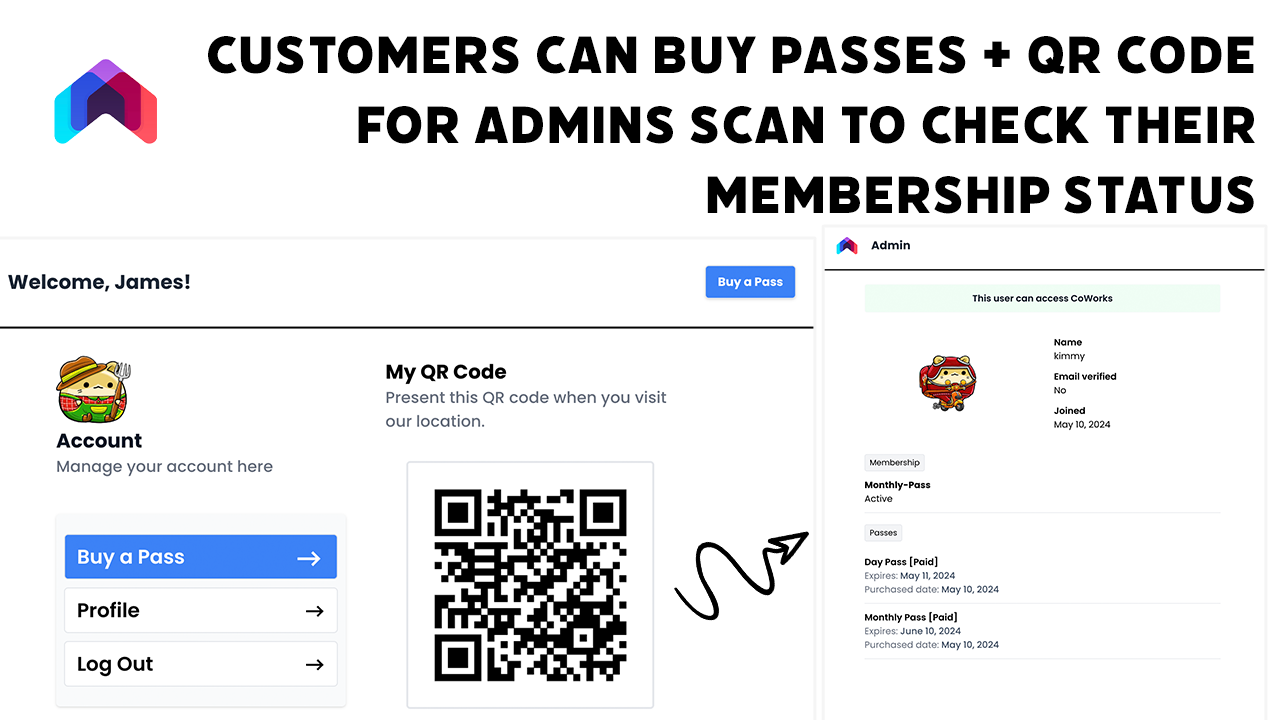 CUSTOMERS CAN BUY PASSES + QR CODE
FOR ADMINS SCAN TO CHECK THEIR
MEMBERSHIP STATUS
Welcome, James!
Buy a Pass
Account
Manage your account here
Buy a Pass
Profile
Log Out
My QR Code
Present this QR code when you visit
our location.
Admin
This user can access CoWorks
Name
kimmy
Email verified
No
Joined
May 10, 2024
Membership
Monthly-Pass
Active
Passes
Day Pass [Paid]
Expires: May 11, 2024
Purchased date: May 10, 2024
Monthly Pass [Paid]
Expires: June 10, 2024
Purchased date: May 10, 2024